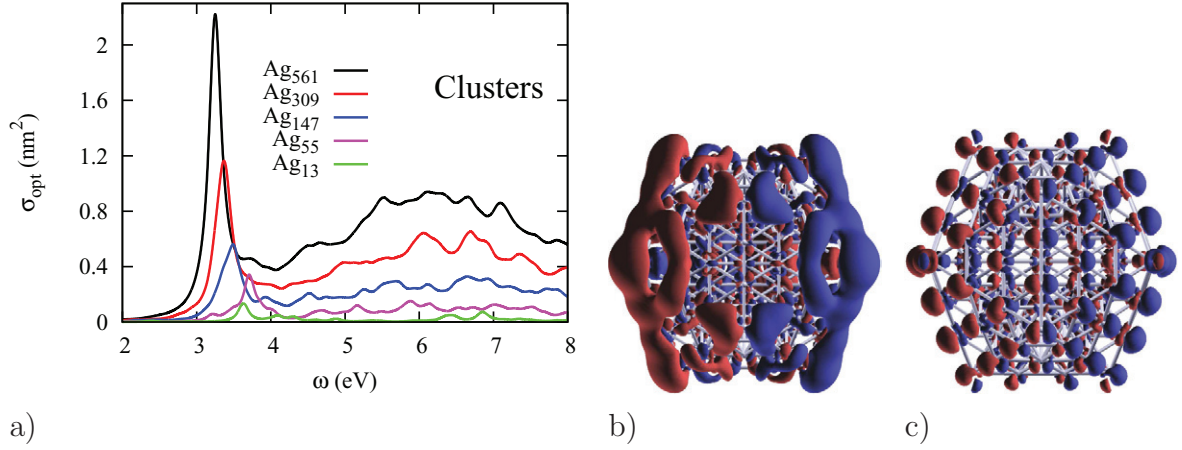 2
1.6
1.2
0.8
0.4
0
σopt (nm²)
Ag561
Ag309
Ag147
Ag55
Ag13
Clusters
2 3 4 5 6 7 8
ω (eV)
a) b) c)